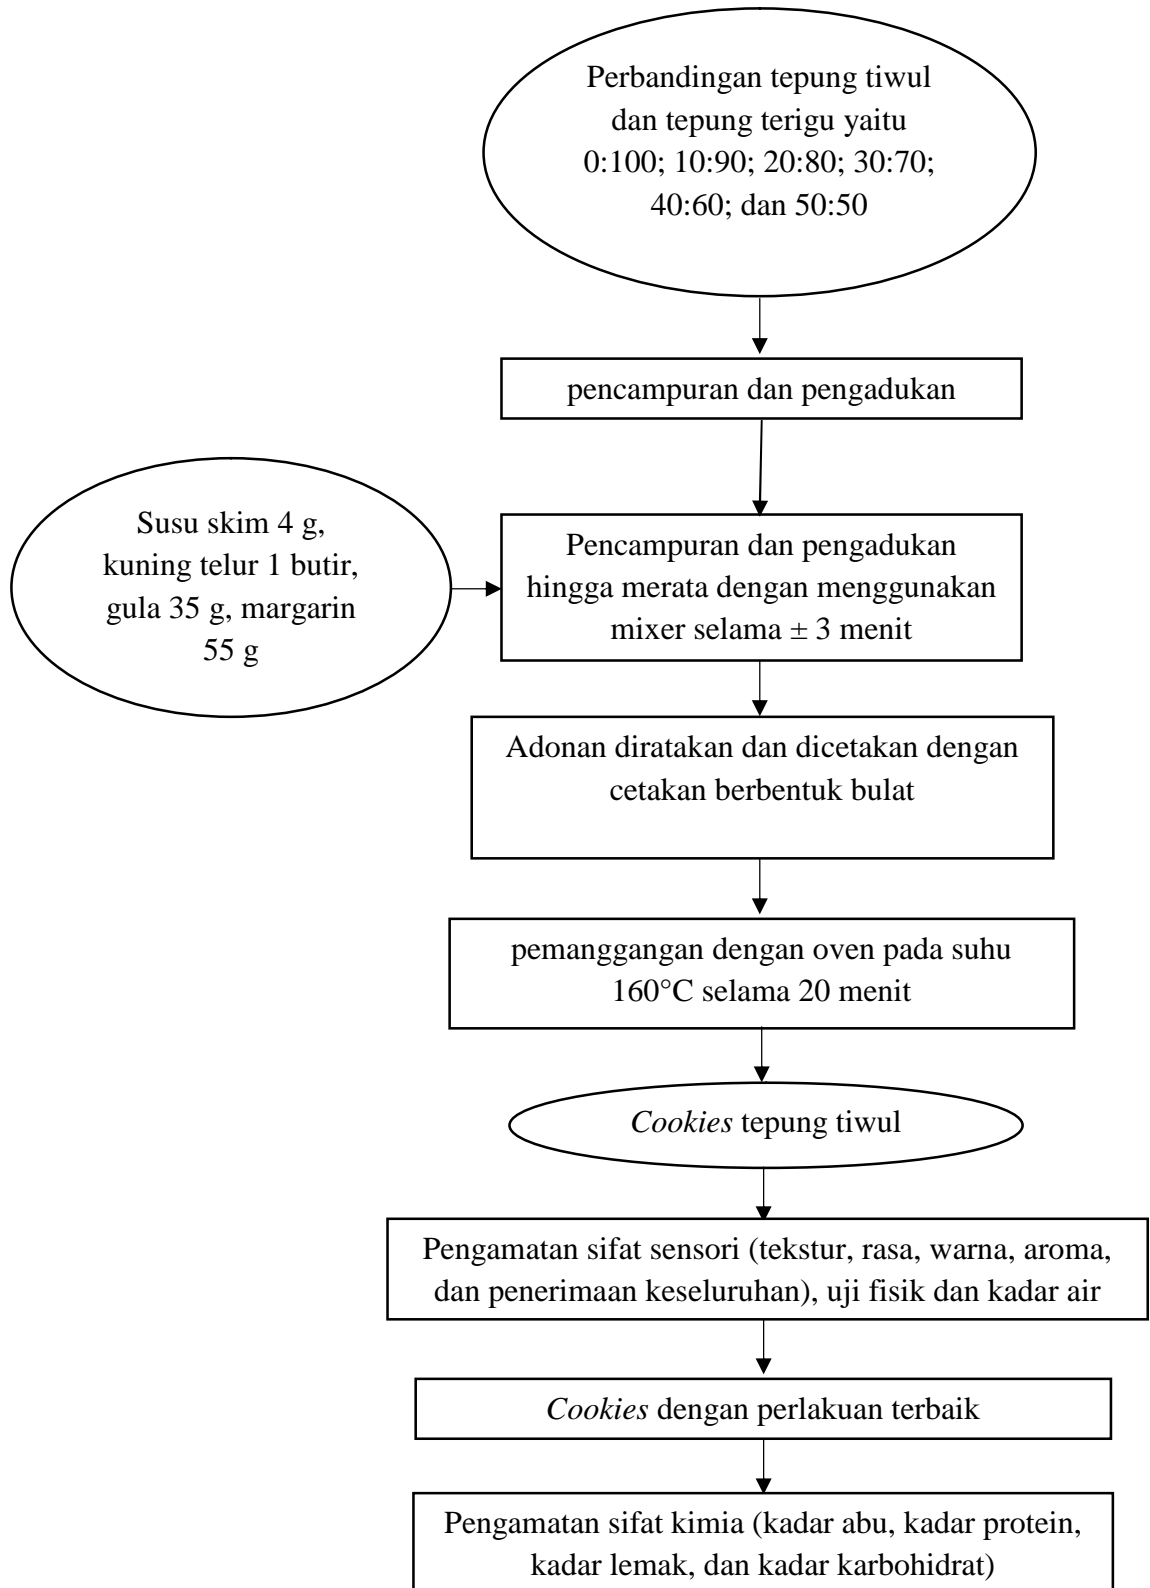 Perbandingan tepung tiwul
dan tepung terigu yaitu
0:100; 10:90; 20:80; 30:70;
40:60; dan 50:50
pencampuran dan pengadukan
Susu skim 4 g,
kuning telur 1 butir,
gula 35 g, margarin
55 g
Pencampuran dan pengadukan
hingga merata dengan menggunakan
mixer selama ± 3 menit
Adonan diratakan dan dicetakan dengan
cetakan berbentuk bulat
pemanggangan dengan oven pada suhu
160°C selama 20 menit
Cookies tepung tiwul
Pengamatan sifat sensori (tekstur, rasa, warna, aroma,
dan penerimaan keseluruhan), uji fisik dan kadar air
Cookies dengan perlakuan terbaik
Pengamatan sifat kimia (kadar abu, kadar protein,
kadar lemak, dan kadar karbohidrat)